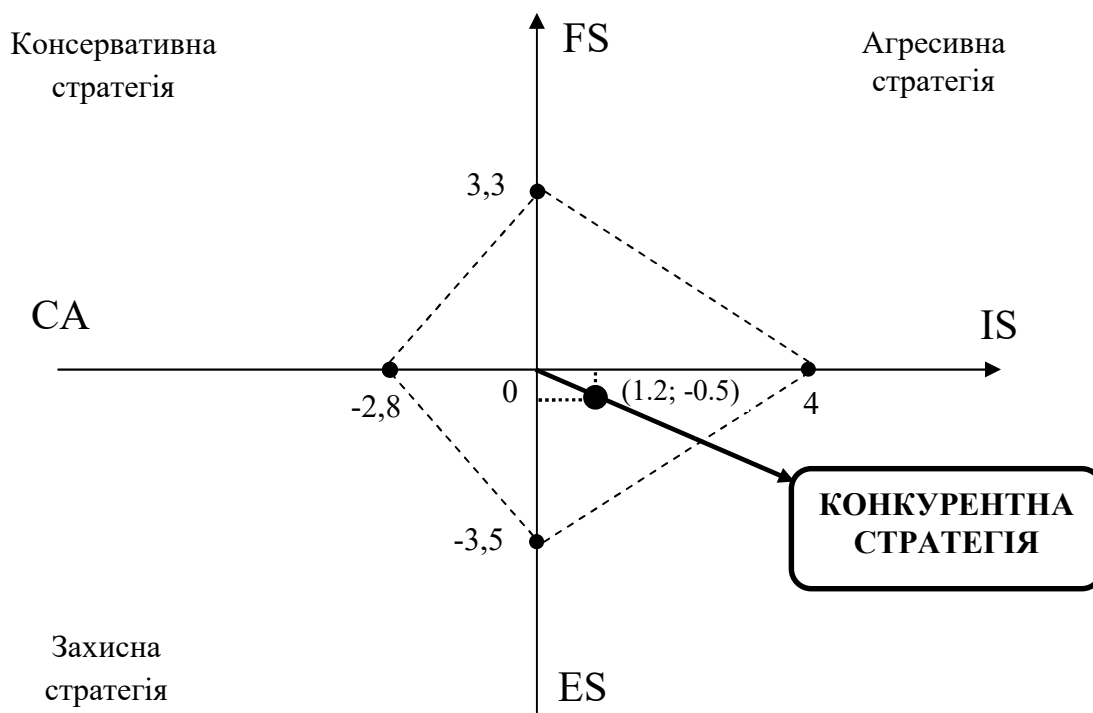 Консервативна
стратегія
FS
Агресивна
стратегія
3,3
CA
IS
-2,8
0
(1.2; -0.5)
4
КОНКУРЕНТНА
СТРАТЕГІЯ
-3,5
Захисна
стратегія
ES